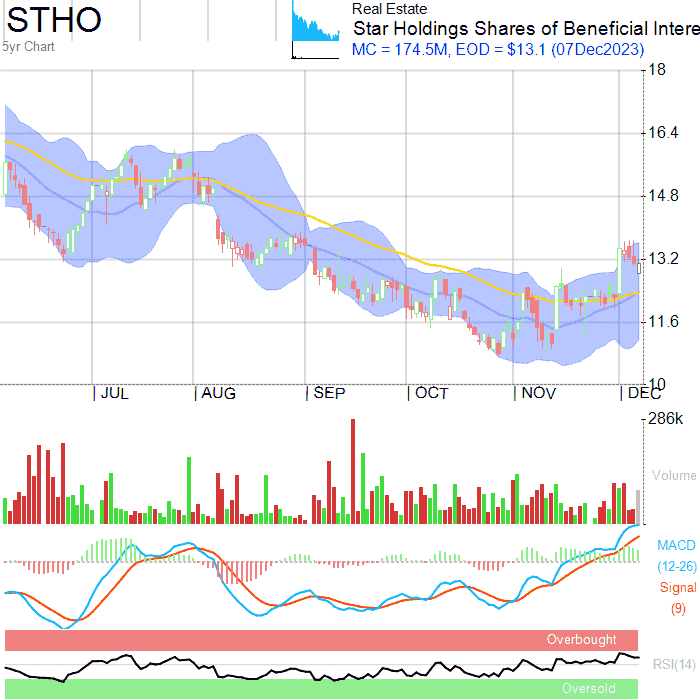 STHO
5yr Chart
Real Estate
Star Holdings Shares of Beneficial Intere
MC = 174.5M, EOD = $13.1 (07Dec2023)
18
16.4
14.8
13.2
11.6
10
JUL AUG SEP OCT NOV DEC
286k
Volume
MACD
(12-26)
Signal
(9)
Overbought
RSI(14)
Oversold